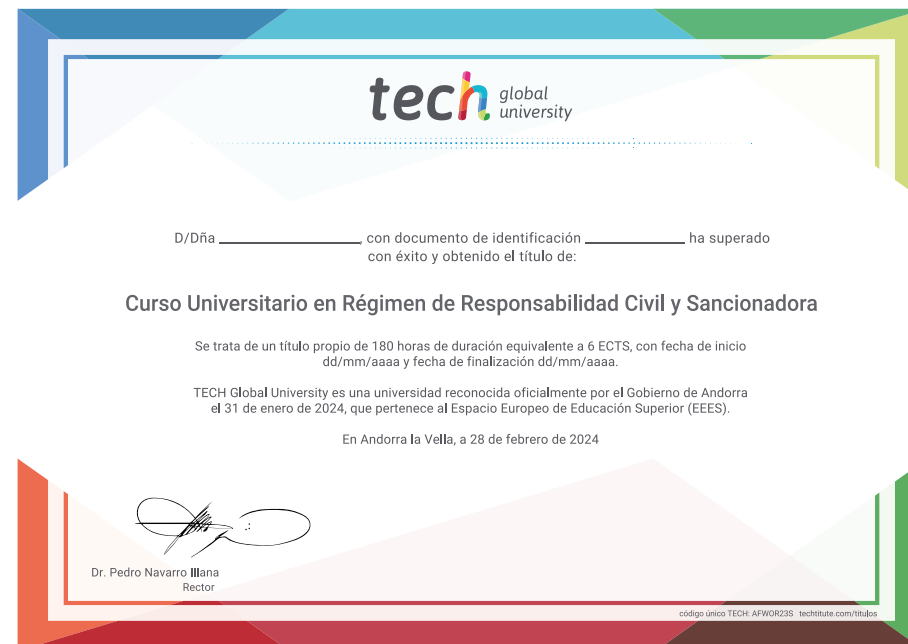 tech global
university
D/Dña ______________________, con documento de identificación _______________ ha superado
con éxito y obtenido el título de:
Curso Universitario en Régimen de Responsabilidad Civil y Sancionadora
Se trata de un título propio de 180 horas de duración equivalente a 6 ECTS, con fecha de inicio
dd/mm/aaaa y fecha de finalización dd/mm/aaaa.
TECH Global University es una universidad reconocida oficialmente por el Gobierno de Andorra
el 31 de enero de 2024, que pertenece al Espacio Europeo de Educación Superior (EEES).
En Andorra la Vella, a 28 de febrero de 2024
Dr. Pedro Navarro Illana
Rector
código único TECH: AFWOR23S techtitute.com/titulos